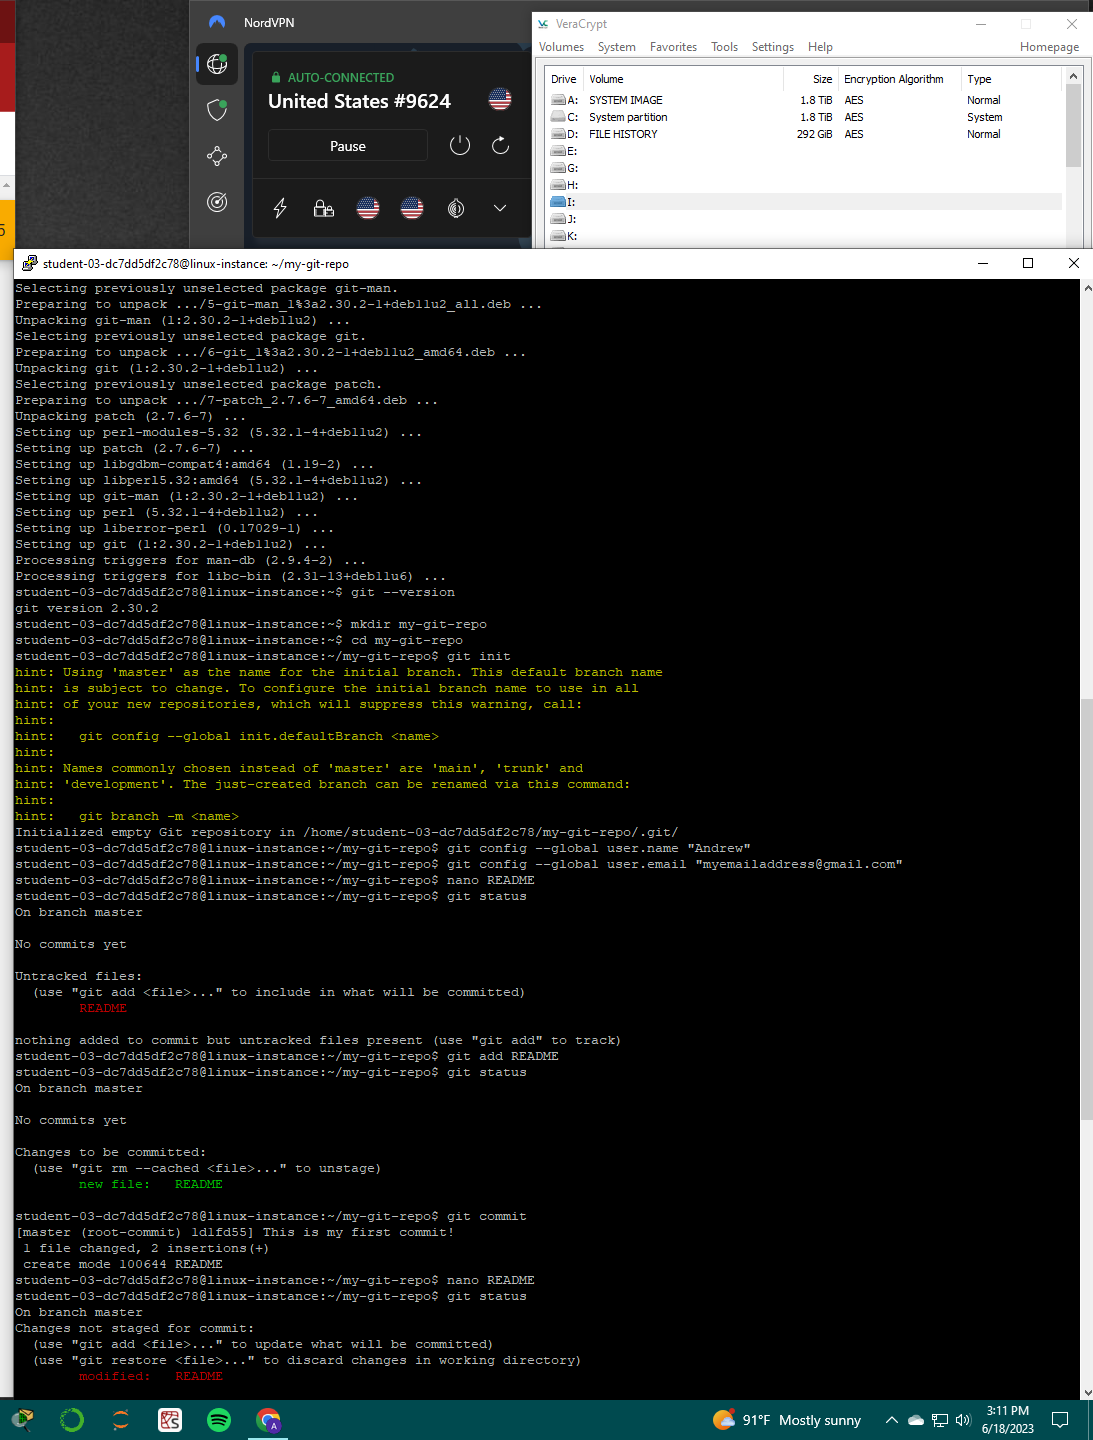 NordVPN
AUTO-CONNECTED
United States #9624
Pause
VeraCrypt
Volumes System Favorites Tools Settings Help Homepage
Drive Volume Size Encryption Algorithm Type
A: SYSTEM IMAGE 1.8 TiB AES Normal
C: System partition 1.8 TiB AES System
D: FILE HISTORY 292 GiB AES Normal
E:
G:
H:
I:
J:
K:
5
student-03-dc7dd5df2c78@linux-instance: ~/my-git-repo
Selecting previously unselected package git-man.
Preparing to unpack .../5-git-man_1%3a2.30.2-1+deb11u2_all.deb ...
Unpacking git-man (1:2.30.2-1+deb11u2) ...
Selecting previously unselected package git.
Preparing to unpack .../6-git_1%3a2.30.2-1+deb11u2_amd64.deb ...
Unpacking git (1:2.30.2-1+deb11u2) ...
Selecting previously unselected package patch.
Preparing to unpack .../7-patch_2.7.6-7_amd64.deb ...
Unpacking patch (2.7.6-7) ...
Setting up perl-modules-5.32 (5.32.1-4+deb11u2) ...
Setting up patch (2.7.6-7) ...
Setting up libgdbm-compat4:amd64 (1.19-2) ...
Setting up libperl5.32:amd64 (5.32.1-4+deb11u2) ...
Setting up git-man (1:2.30.2-1+deb11u2) ...
Setting up perl (5.32.1-4+deb11u2) ...
Setting up liberror-perl (0.17029-1) ...
Setting up git (1:2.30.2-1+deb11u2) ...
Processing triggers for man-db (2.9.4-2) ...
Processing triggers for libc-bin (2.31-13+deb11u6) ...
student-03-dc7dd5df2c78@linux-instance:~$ git --version
git version 2.30.2
student-03-dc7dd5df2c78@linux-instance:~$ mkdir my-git-repo
student-03-dc7dd5df2c78@linux-instance:~$ cd my-git-repo
student-03-dc7dd5df2c78@linux-instance:~/my-git-repo$ git init
hint: Using 'master' as the name for the initial branch. This default branch name
hint: is subject to change. To configure the initial branch name to use in all
hint: of your new repositories, which will suppress this warning, call:
hint:
hint:   git config --global init.defaultBranch <name>
hint:
hint: Names commonly chosen instead of 'master' are 'main', 'trunk' and
hint: 'development'. The just-created branch can be renamed via this command:
hint:
hint:   git branch -m <name>
Initialized empty Git repository in /home/student-03-dc7dd5df2c78/my-git-repo/.git/
student-03-dc7dd5df2c78@linux-instance:~/my-git-repo$ git config --global user.name "Andrew"
student-03-dc7dd5df2c78@linux-instance:~/my-git-repo$ git config --global user.email "myemailaddress@gmail.com"
student-03-dc7dd5df2c78@linux-instance:~/my-git-repo$ nano README
student-03-dc7dd5df2c78@linux-instance:~/my-git-repo$ git status
On branch master
No commits yet
Untracked files:
  (use "git add <file>..." to include in what will be committed)
README
nothing added to commit but untracked files present (use "git add" to track)
student-03-dc7dd5df2c78@linux-instance:~/my-git-repo$ git add README
student-03-dc7dd5df2c78@linux-instance:~/my-git-repo$ git status
On branch master
No commits yet
Changes to be committed:
  (use "git rm --cached <file>..." to unstage)
new file:   README
student-03-dc7dd5df2c78@linux-instance:~/my-git-repo$ git commit
[master (root-commit) 1d1fd55] This is my first commit!
 1 file changed, 2 insertions(+)
 create mode 100644 README
student-03-dc7dd5df2c78@linux-instance:~/my-git-repo$ nano README
student-03-dc7dd5df2c78@linux-instance:~/my-git-repo$ git status
On branch master
Changes not staged for commit:
  (use "git add <file>..." to update what will be committed)
  (use "git restore <file>..." to discard changes in working directory)
modified:   README
A
91°F Mostly sunny
3:11 PM
6/18/2023